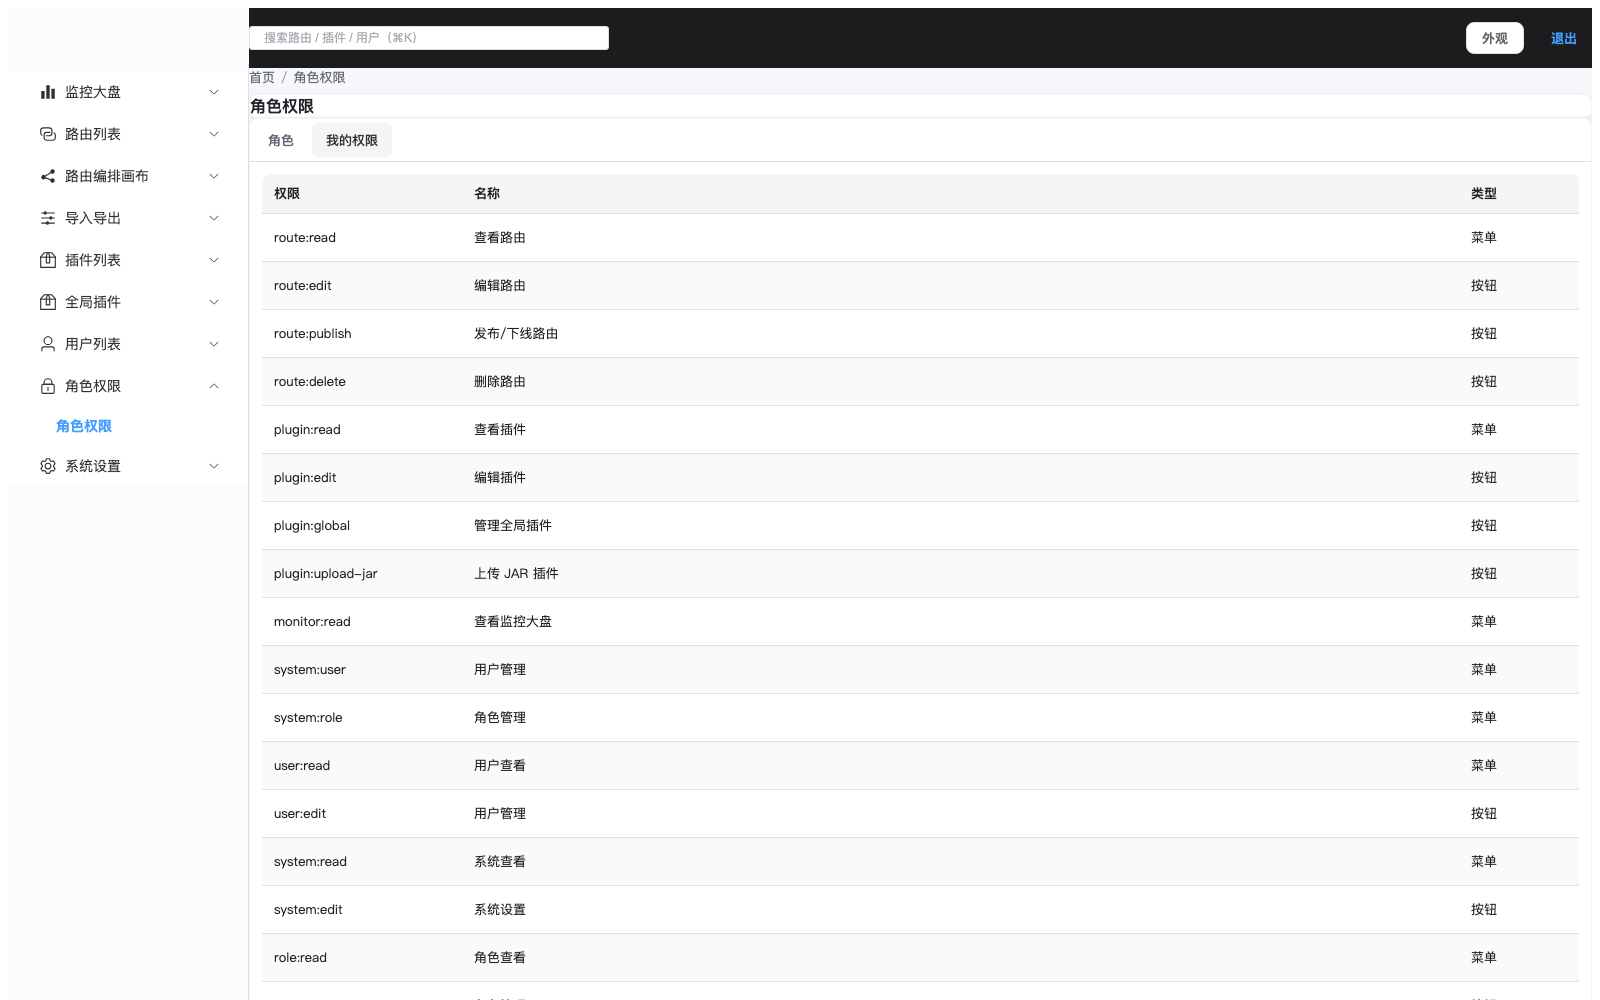 搜索路由 / 插件 / 用户（⌘K）
外观
退出
监控大盘
路由列表
路由编排画布
导入导出
插件列表
全局插件
用户列表
角色权限
角色权限
系统设置
首页 / 角色权限
角色权限
角色 我的权限
权限 名称 类型
route:read 查看路由 菜单
route:edit 编辑路由 按钮
route:publish 发布/下线路由 按钮
route:delete 删除路由 按钮
plugin:read 查看插件 菜单
plugin:edit 编辑插件 按钮
plugin:global 管理全局插件 按钮
plugin:upload-jar 上传 JAR 插件 按钮
monitor:read 查看监控大盘 菜单
system:user 用户管理 菜单
system:role 角色管理 菜单
user:read 用户查看 菜单
user:edit 用户管理 按钮
system:read 系统查看 菜单
system:edit 系统设置 按钮
role:read 角色查看 菜单